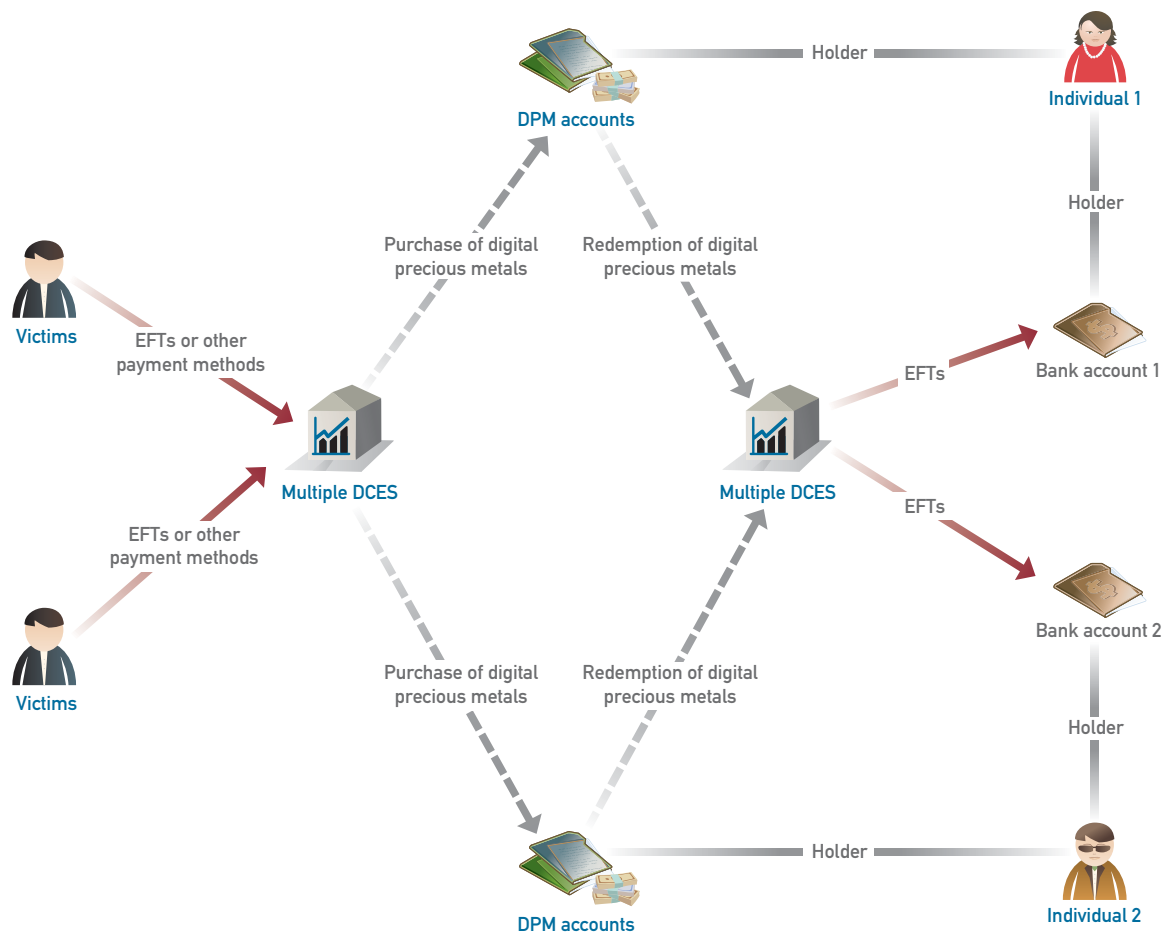 Holder
Individual 1
DPM accounts
Holder
Purchase of digital
precious metals
Redemption of digital
precious metals
Victims
EFTs or other
payment methods
EFTs
Bank account 1
Multiple DCES
Multiple DCES
EFTs
EFTs or other
payment methods
Bank account 2
Victims
Purchase of digital
precious metals
Redemption of digital
precious metals
Holder
Holder
DPM accounts
Individual 2